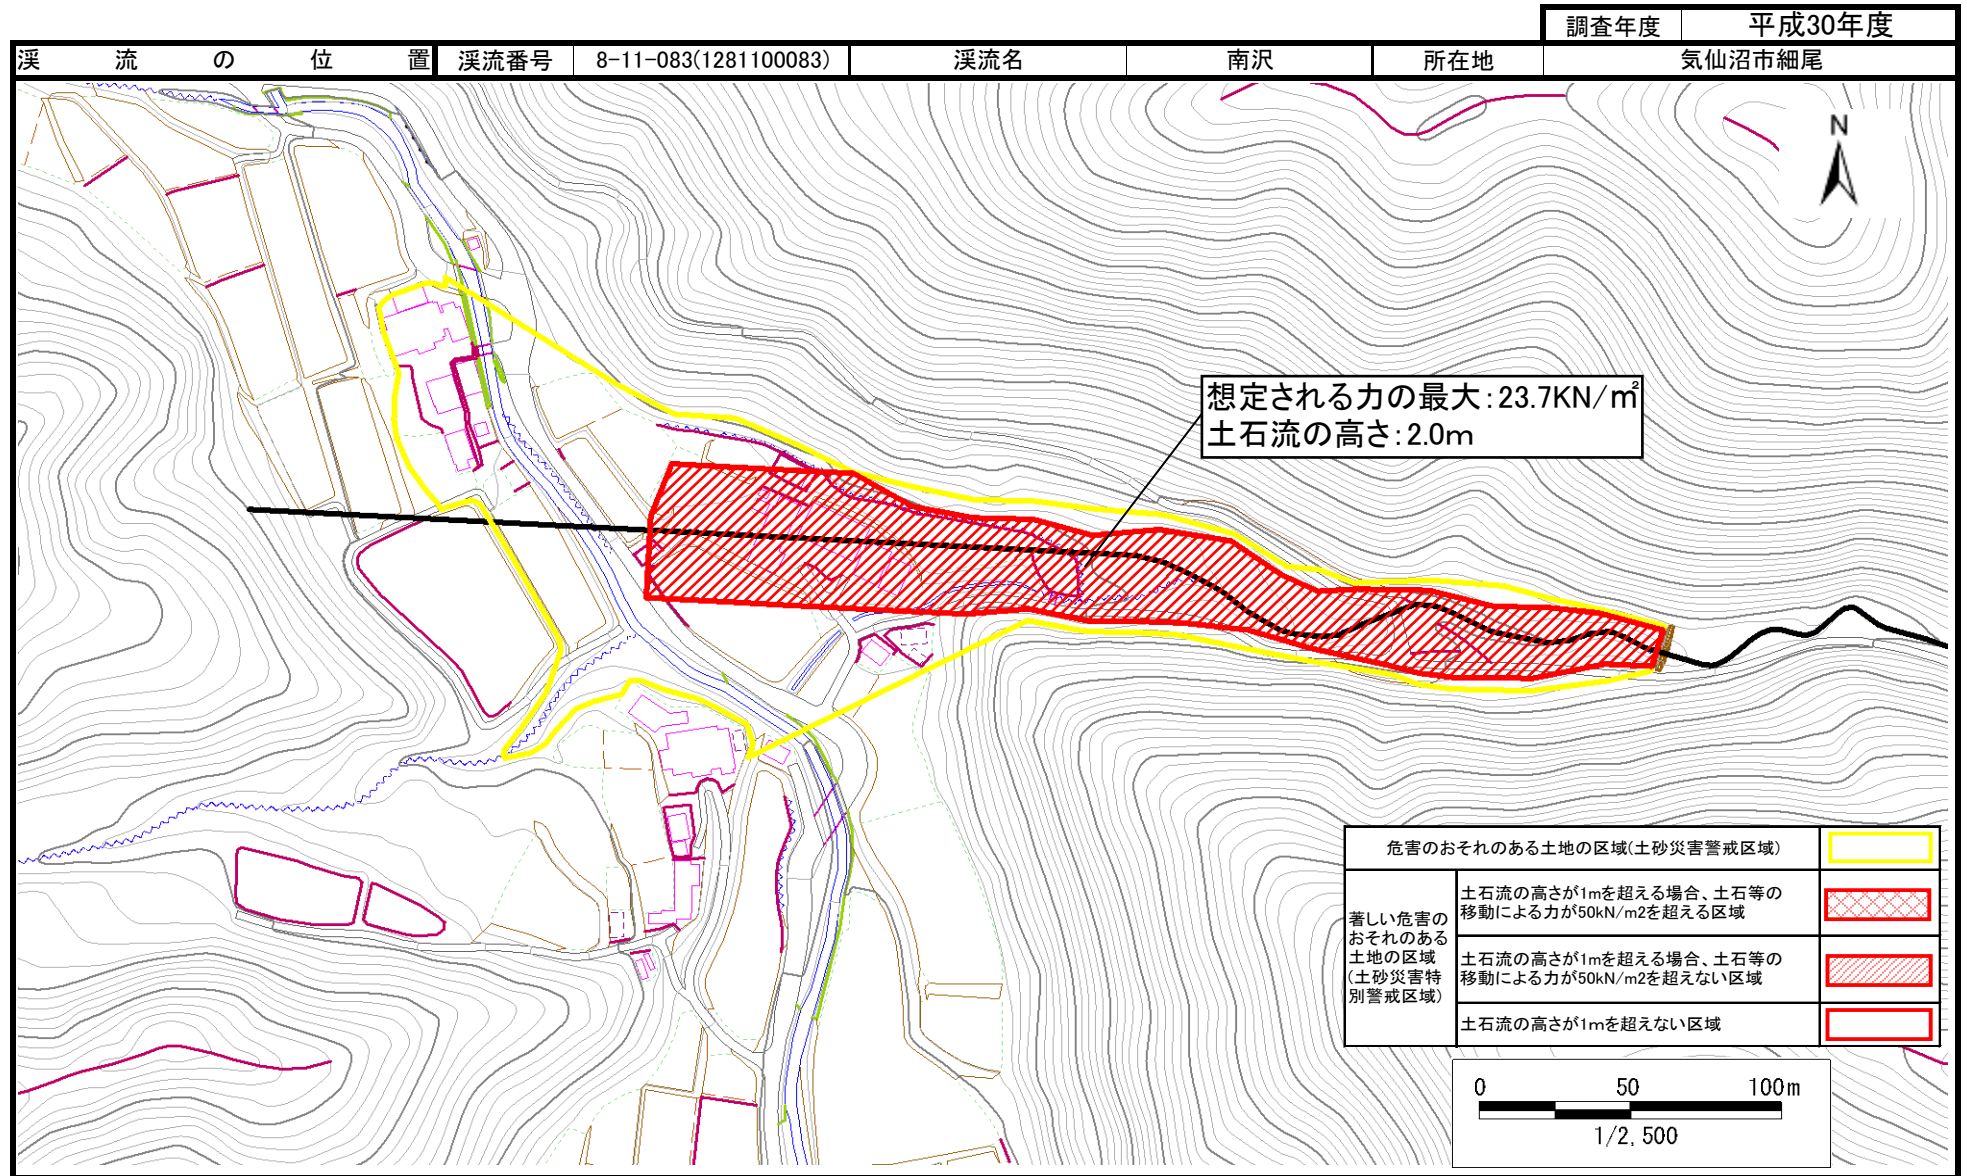 調査年度 平成30年度
渓流の位置 渓流番号 8-11-083(1281100083) 渓流名 南沢 所在地 気仙沼市細尾
N
想定される力の最大:23.7KN/㎡
土石流の高さ:2.0m
危害のおそれのある土地の区域(土砂災害警戒区域)
著しい危害の
おそれのある
土地の区域
(土砂災害特
別警戒区域)
土石流の高さが1mを超える場合、土石等の
移動による力が50kN/m2を超える区域
土石流の高さが1mを超える場合、土石等の
移動による力が50kN/m2を超えない区域
土石流の高さが1mを超えない区域
0 50 100m
1/2,500